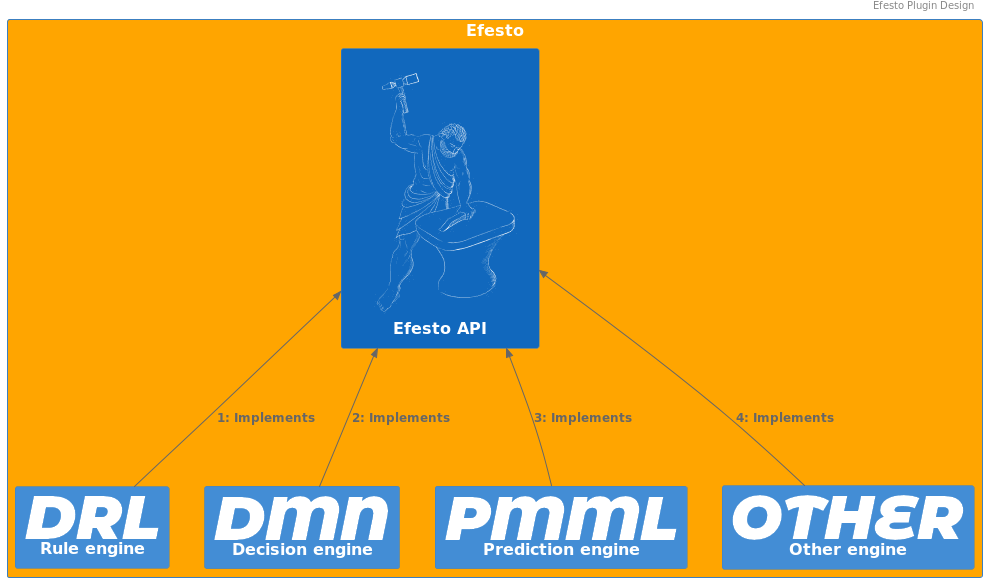 Efesto Plugin Design
Efesto
Efesto API
1: Implements
2: Implements
3: Implements
4: Implements
DRL
Rule engine
Dmn
Decision engine
Pmml
Prediction engine
OTHER
Other engine